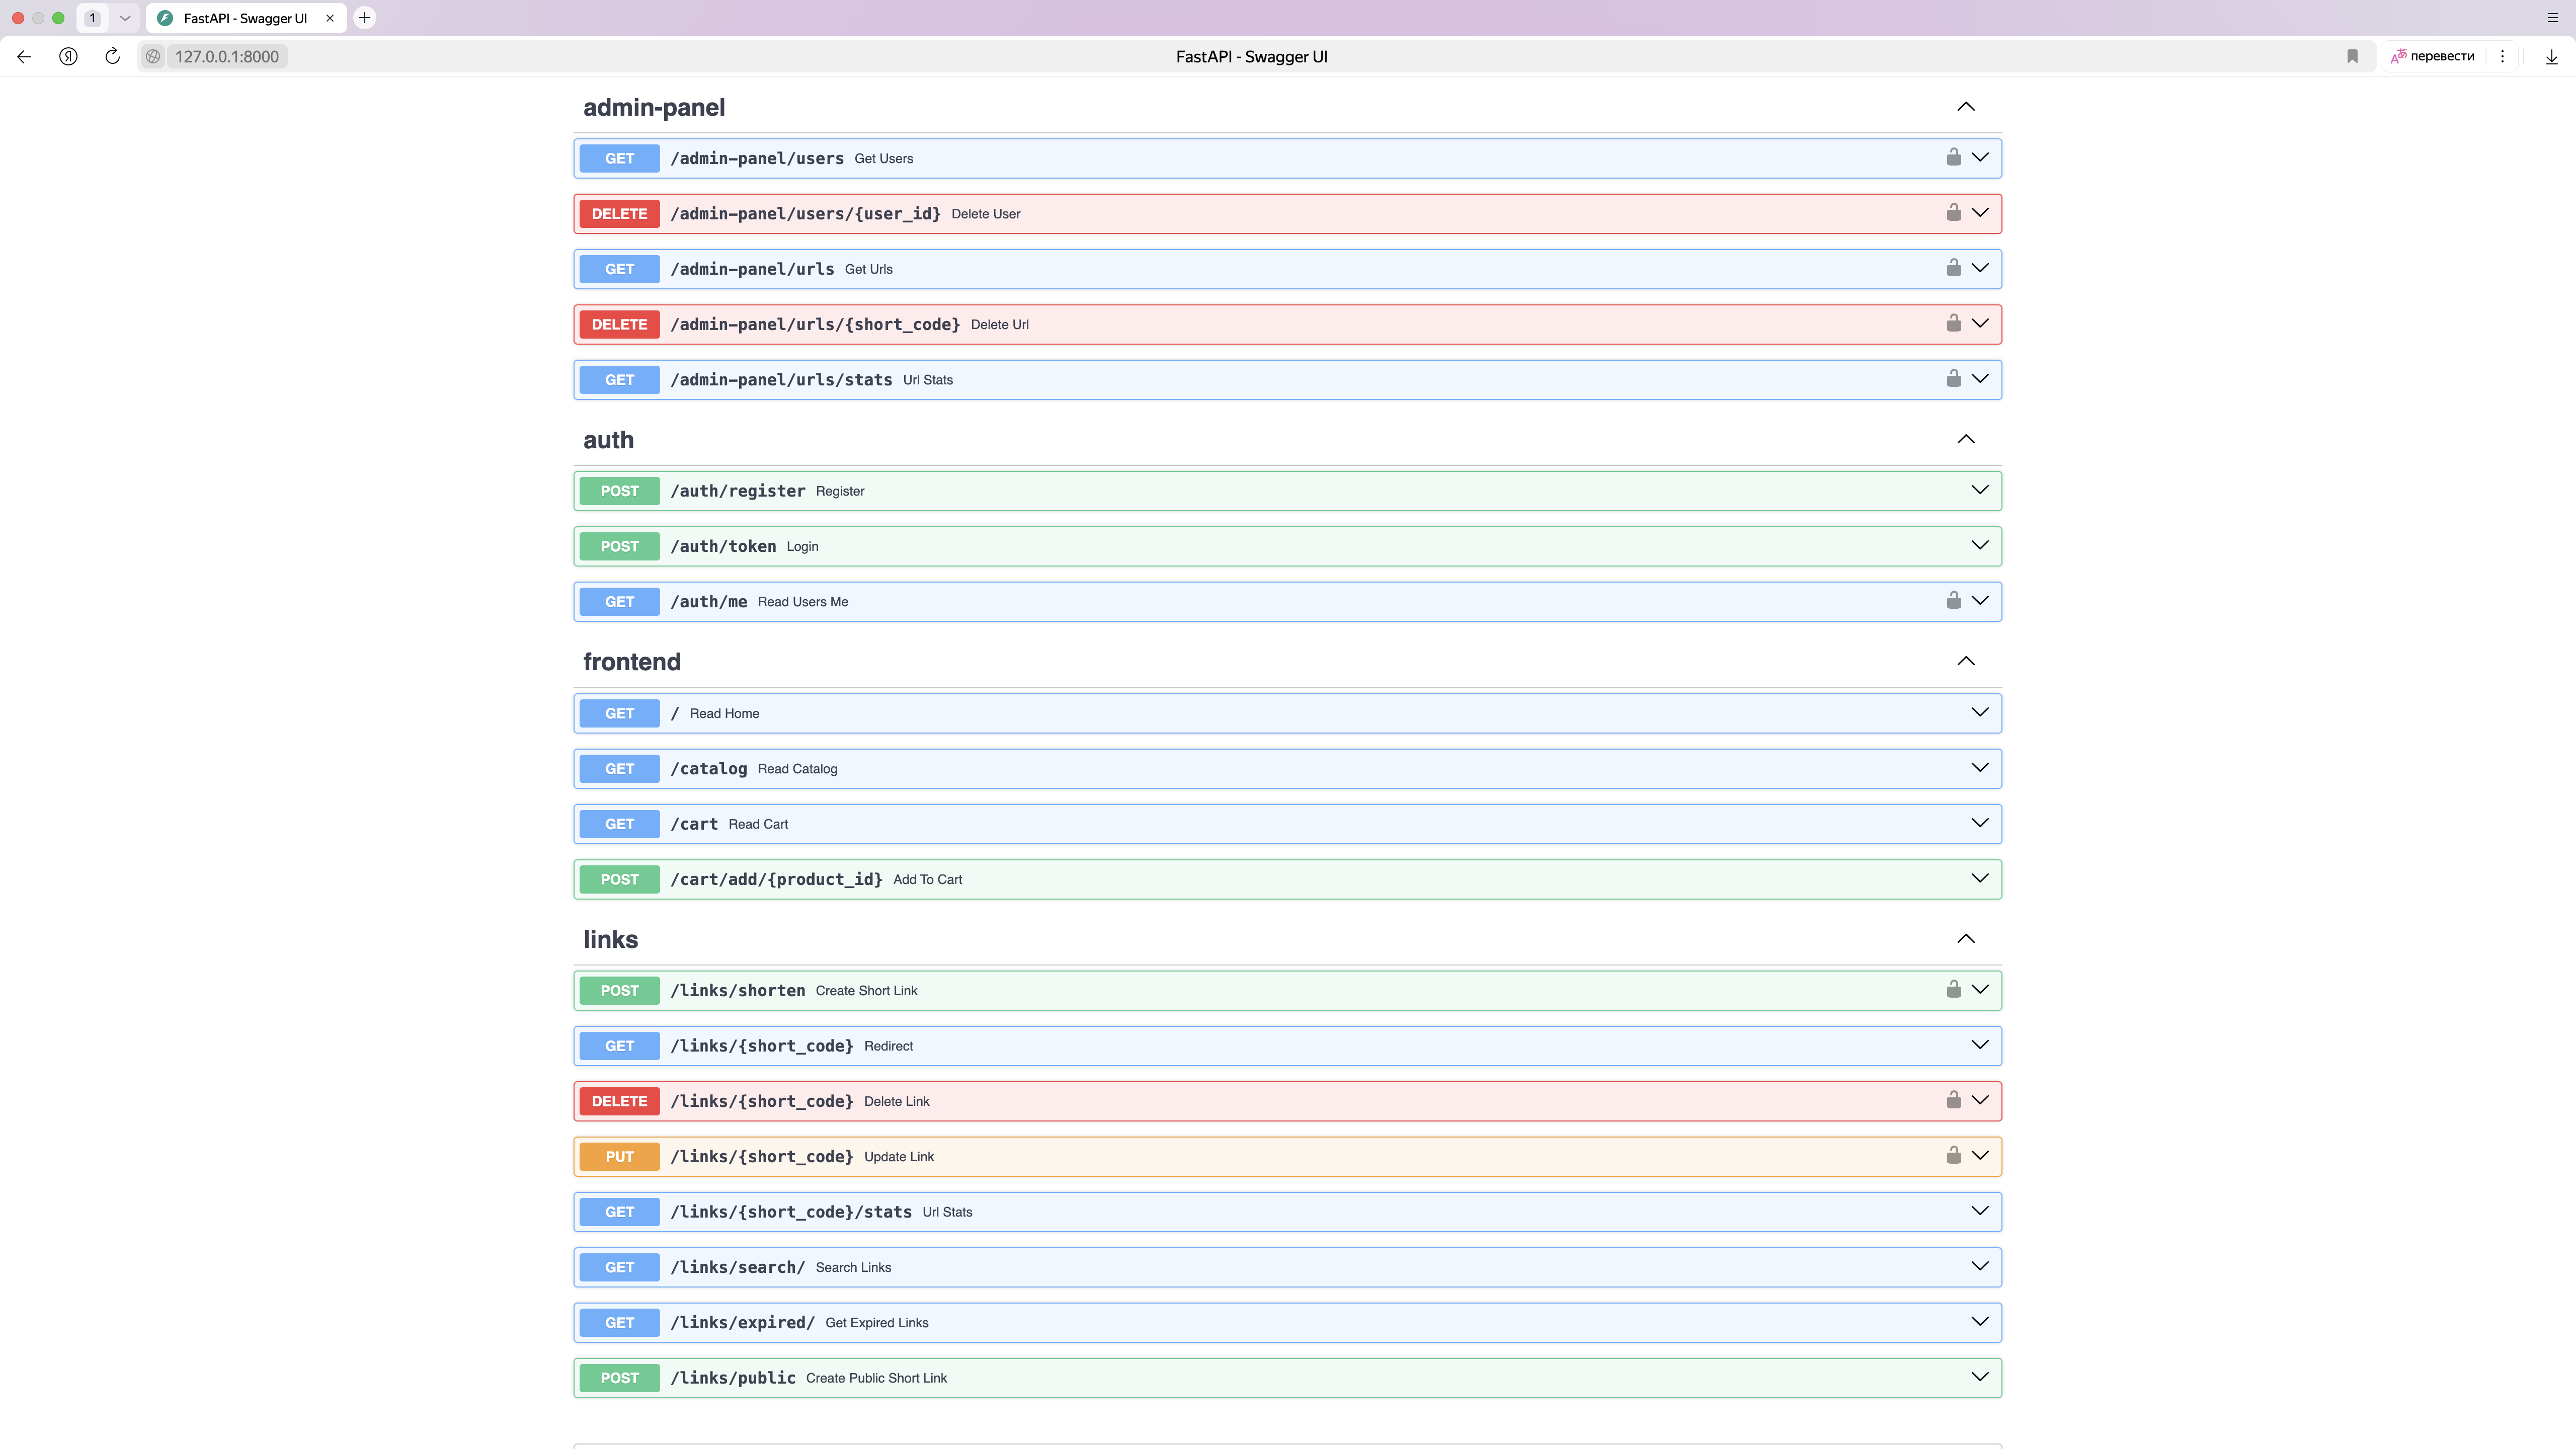 1
FastAPI - Swagger UI
Я
127.0.0.1:8000
FastAPI - Swagger UI
перевести
admin-panel
GET /admin-panel/users Get Users
DELETE /admin-panel/users/{user_id} Delete User
GET /admin-panel/urls Get Urls
DELETE /admin-panel/urls/{short_code} Delete Url
GET /admin-panel/urls/stats Url Stats
auth
POST /auth/register Register
POST /auth/token Login
GET /auth/me Read Users Me
frontend
GET / Read Home
GET /catalog Read Catalog
GET /cart Read Cart
POST /cart/add/{product_id} Add To Cart
links
POST /links/shorten Create Short Link
GET /links/{short_code} Redirect
DELETE /links/{short_code} Delete Link
PUT /links/{short_code} Update Link
GET /links/{short_code}/stats Url Stats
GET /links/search/ Search Links
GET /links/expired/ Get Expired Links
POST /links/public Create Public Short Link